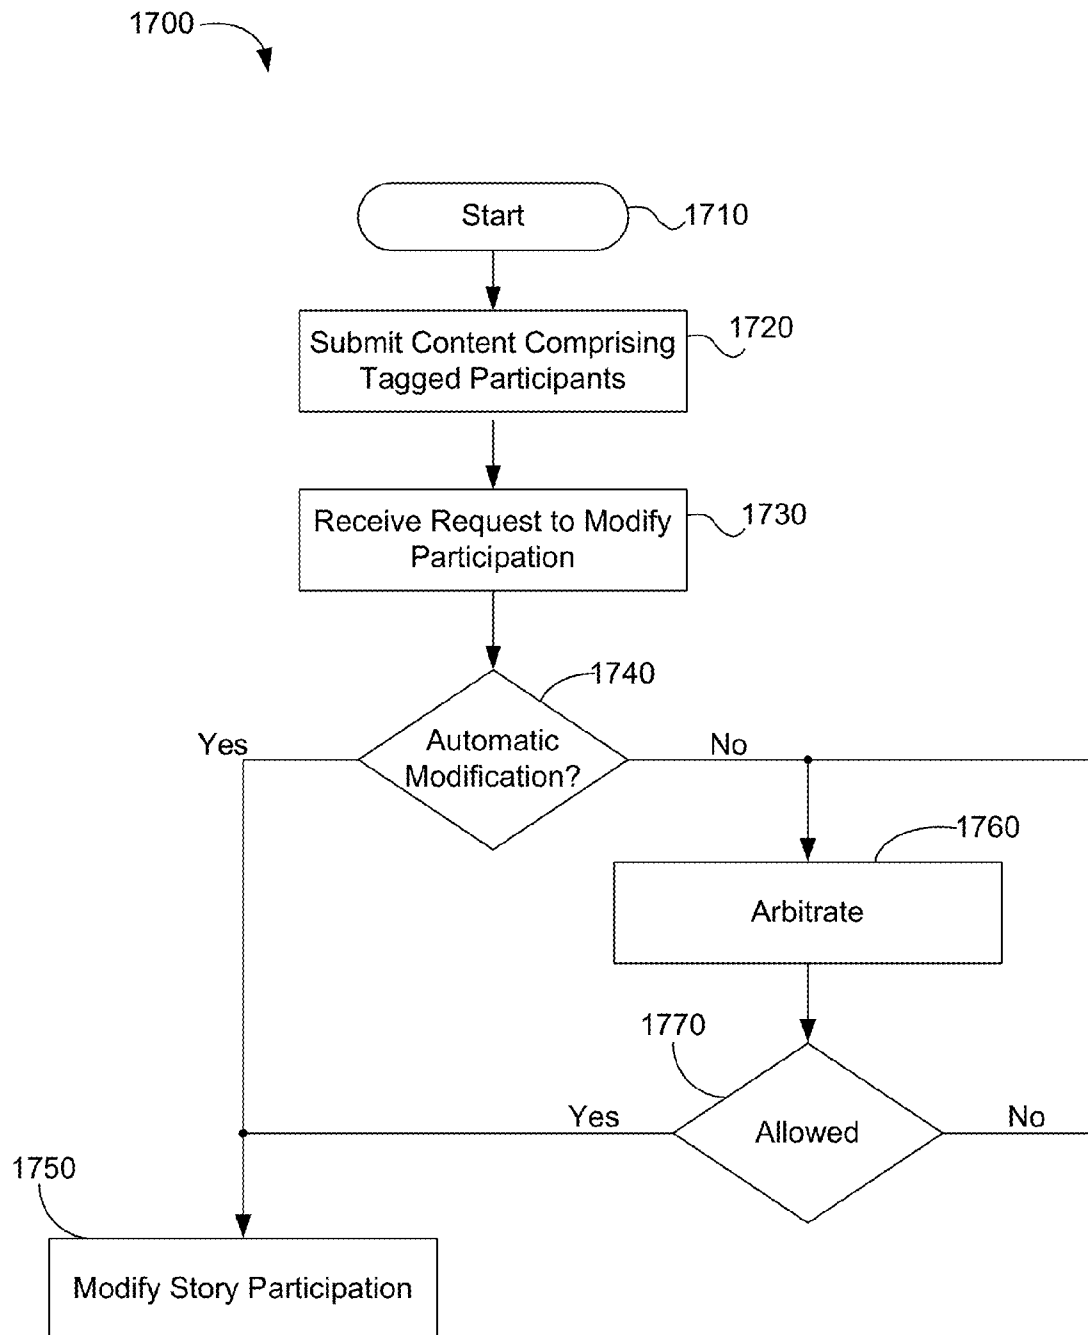 1700
Start
1710
Submit Content Comprising
Tagged Participants
1720
Receive Request to Modify
Participation
1730
1740
Yes
Automatic
Modification?
No
1760
Arbitrate
1770
Yes
Allowed
No
1750
Modify Story Participation